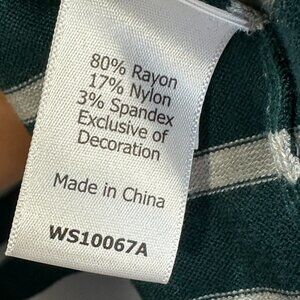 80% Rayon
17% Nylon
3% Spandex
Exclusive of
Decoration
Made in China
WS10067A